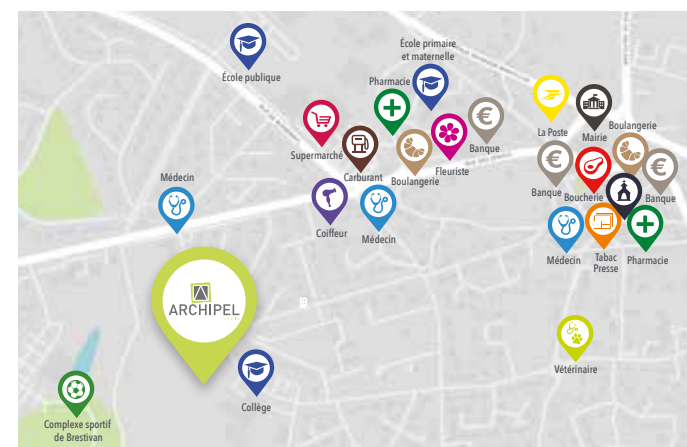 École publique
École primaire
et maternelle
Pharmacie
Supermarché
Carburant
Boulangerie
Fleuriste
Banque
La Poste
Mairie
Boulangerie
Banque
Boucherie
Banque
Médecin
Coiffeur
Médecin
Médecin
Tabac
Presse
Pharmacie
ARCHIPEL
Collège
Vétérinaire
Complexe sportif
de Brestivan